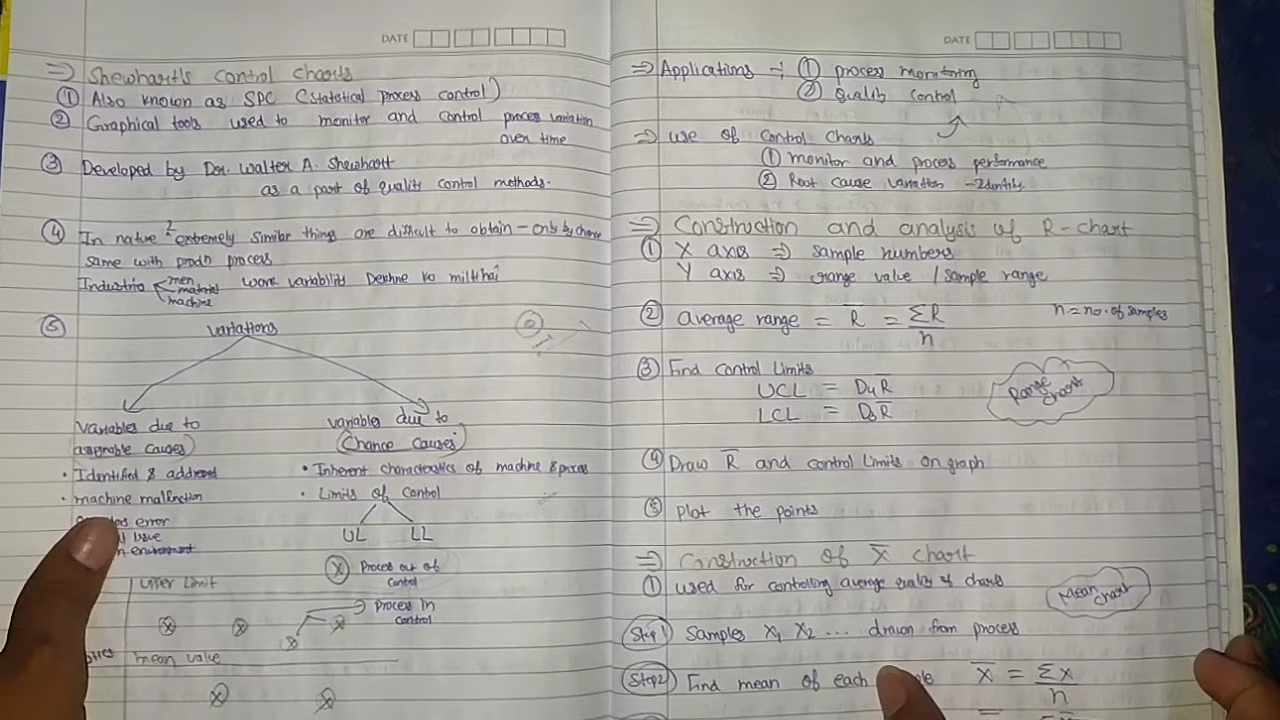 DATE
⇒ Shewhart's control charts
① Also known as SPC (Statistical process control)
② Graphical tools used to monitor and control process variation
over time
③ Developed by Dr. Walter A. Shewhart
as a part of quality control methods.
④ In nature 2 extremely similar things are difficult to obtain - only by chance
same with prodn process
Industria men work variability Dekhne ko milti hai
material
machine
⑤ variations
Variables due to
assignable causes
• Identified & addressed
• machine malfnction
error
environment
variables due to
Chance causes
• Inherent characteristics of machine & process
• Limits of control
UL LL
Ⓧ Process out of
control
Upper Limit
Process in
control
mean value
DATE
⇒ Applications :- ① process monitoring
② quality control
⇒ use of control charts
① monitor and process performance
② Root cause variation - Identify
⇒ Construction and analysis of R-chart
① X axis ⇒ sample numbers
Y axis ⇒ range value / sample range
② average range = R̅ = ΣR / n n = no. of samples
③ Find control Limits
UCL = D₄R̅
LCL = D₃R̅
Range chart
④ Draw R̅ and control limits on graph
⑤ plot the points
⇒ Construction of X̅ chart
① used for controlling average quality of charts
Mean chart
Step 1 Samples X₁ X₂ ... drawn from process
Step 2 Find mean of each X̅ = Σx / n